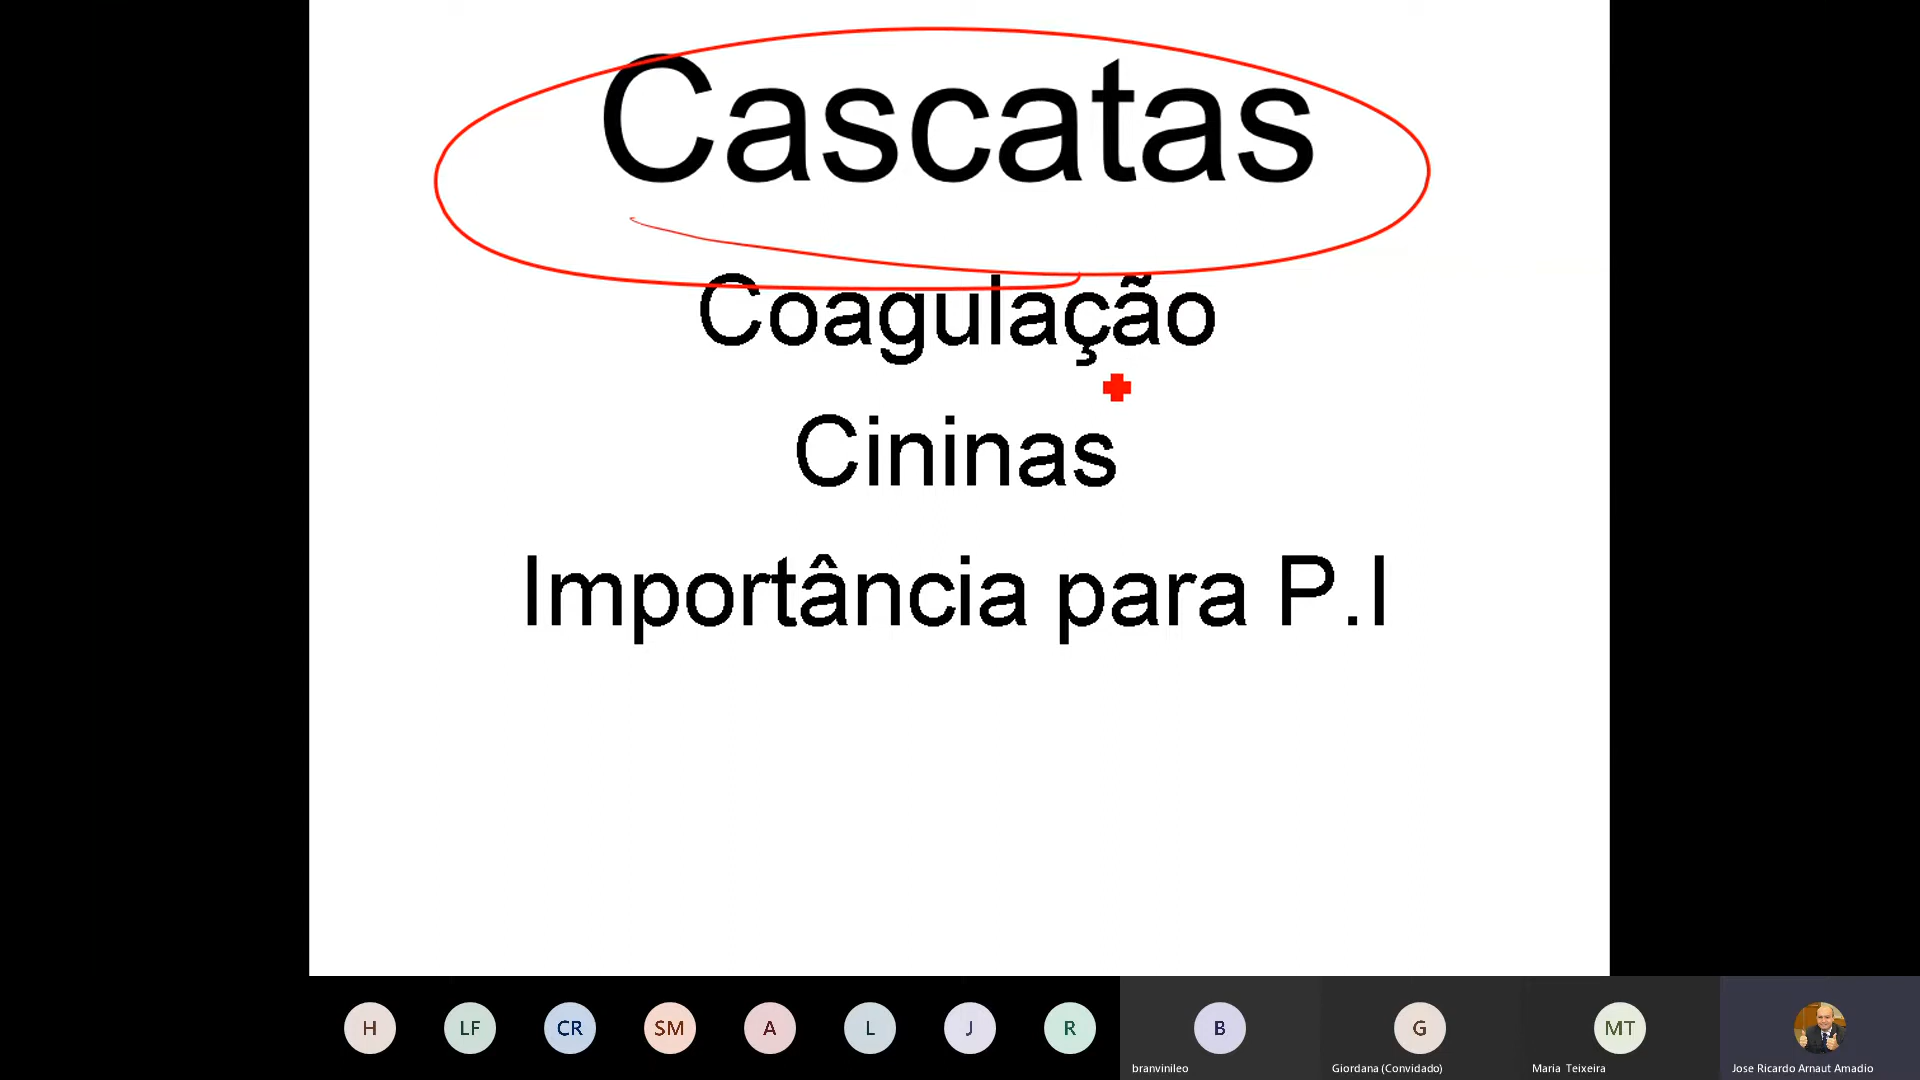 Cascatas
Coagulação
Cininas
Importância para P.I
H LF CR SM A L J R B G MT
branvinileo Giordana (Convidado) Maria Teixeira Jose Ricardo Arnaut Amadio